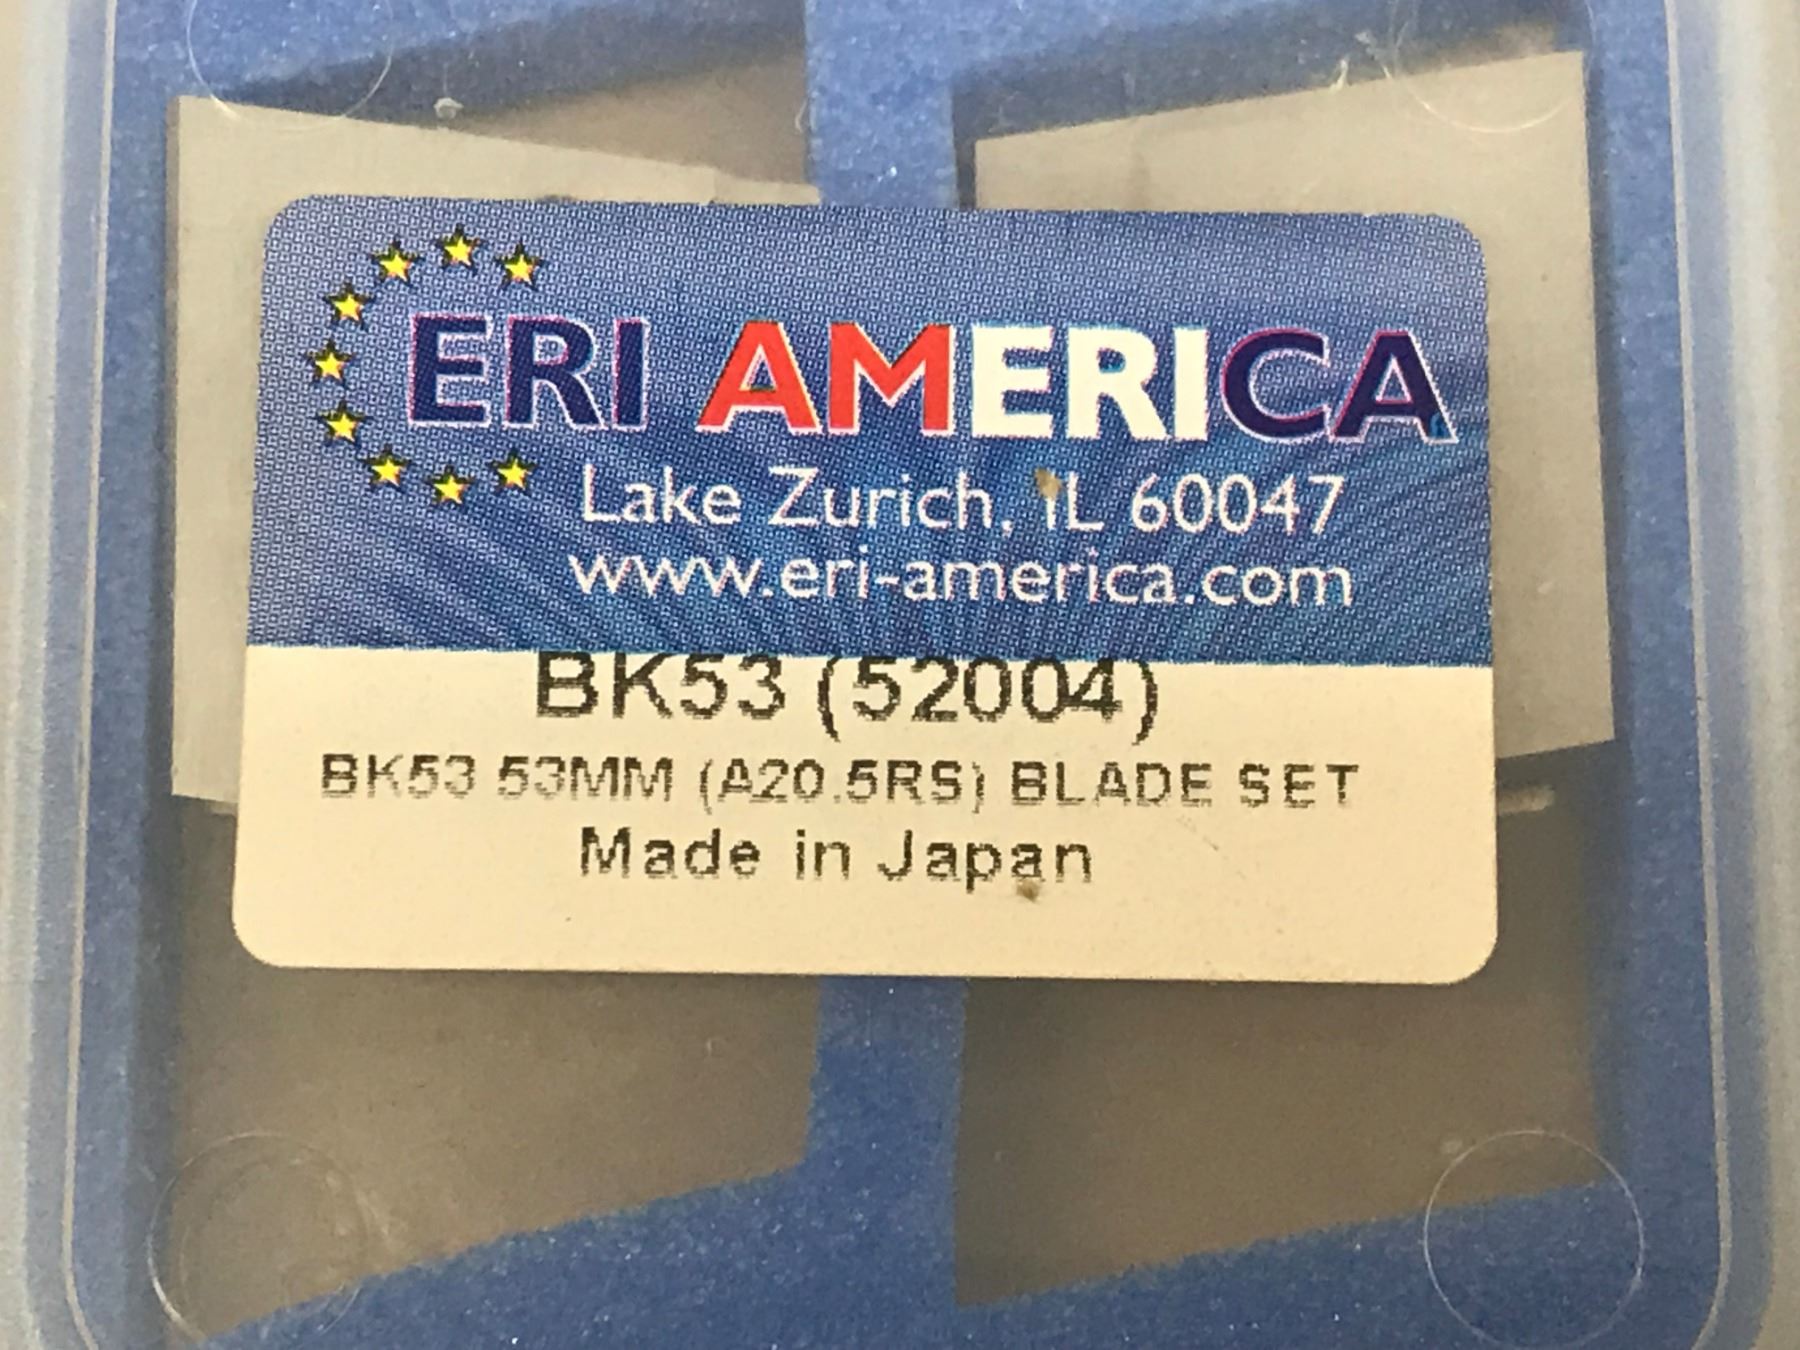 ERI AMERICA
Lake Zurich, IL 60047
www.eri-america.com
BK53 (52004)
BK53 53MM (A20.5RS) BLADE SET
Made in Japan